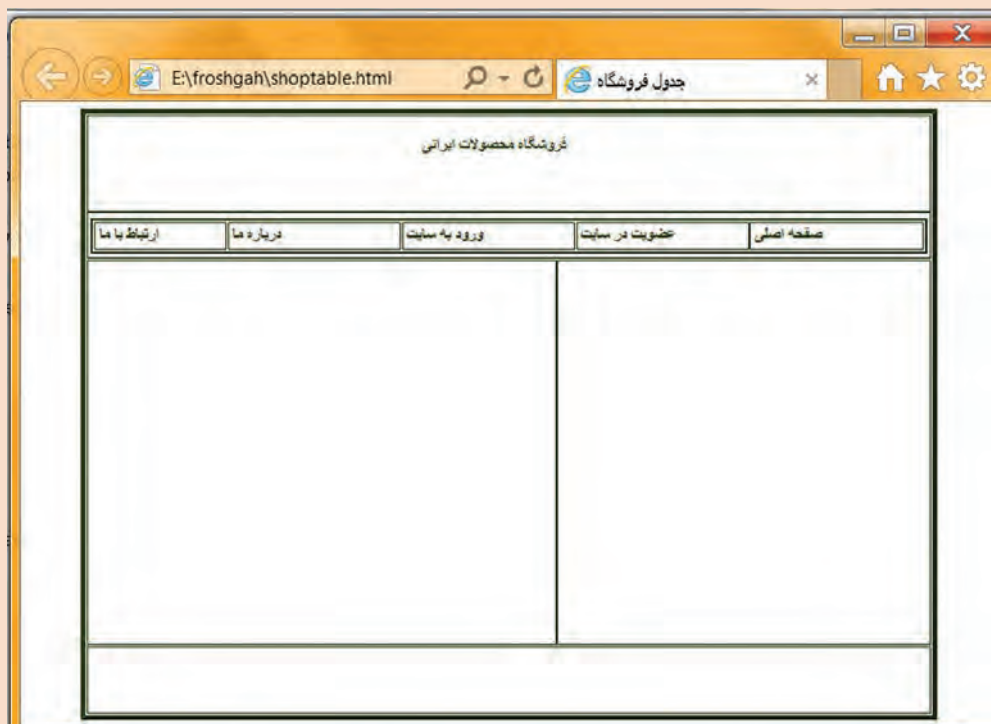 E:\froshgah\shoptable.html
جدول فروشگاه
فروشگاه محصولات ایرانی
صفحه اصلی
عضویت در سایت
ورود به سایت
درباره ما
ارتباط با ما